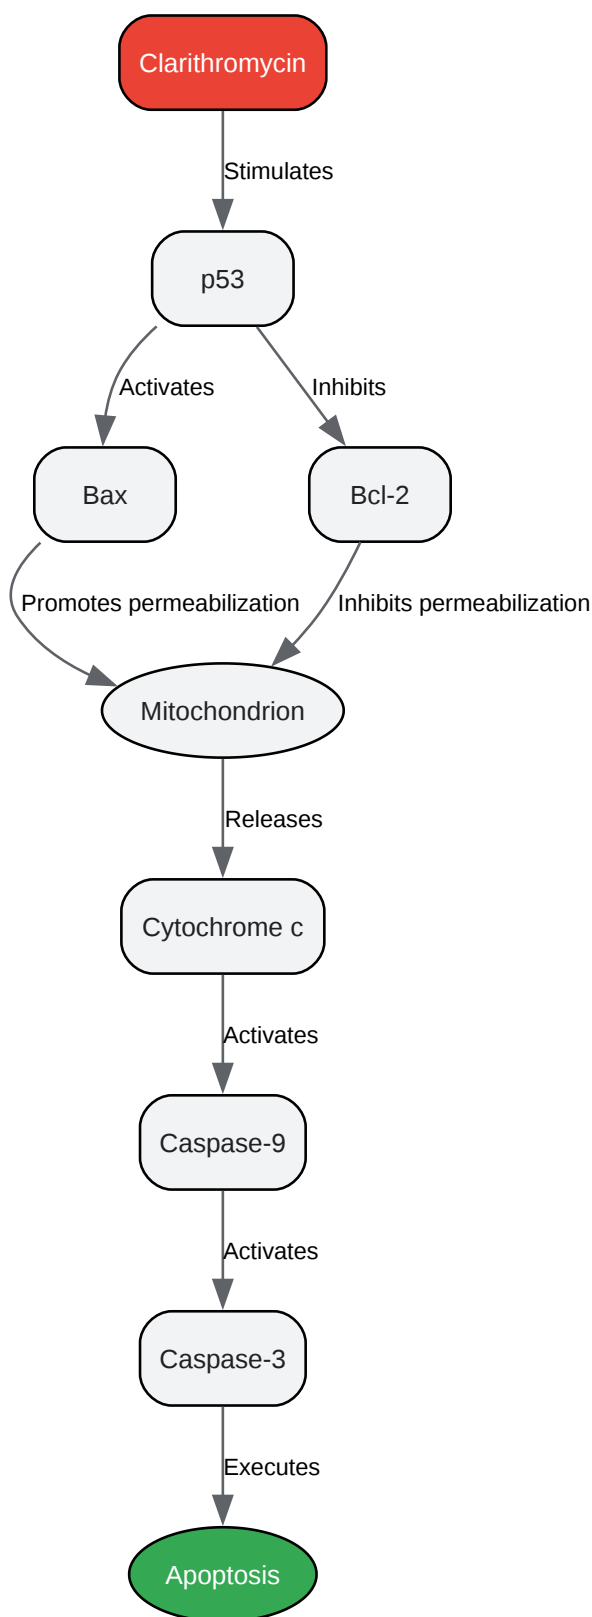 Clarithromycin
Stimulates
p53
Activates
Inhibits
Bax
Bcl-2
Promotes permeabilization
Inhibits permeabilization
Mitochondrion
Releases
Cytochrome c
Activates
Caspase-9
Activates
Caspase-3
Executes
Apoptosis